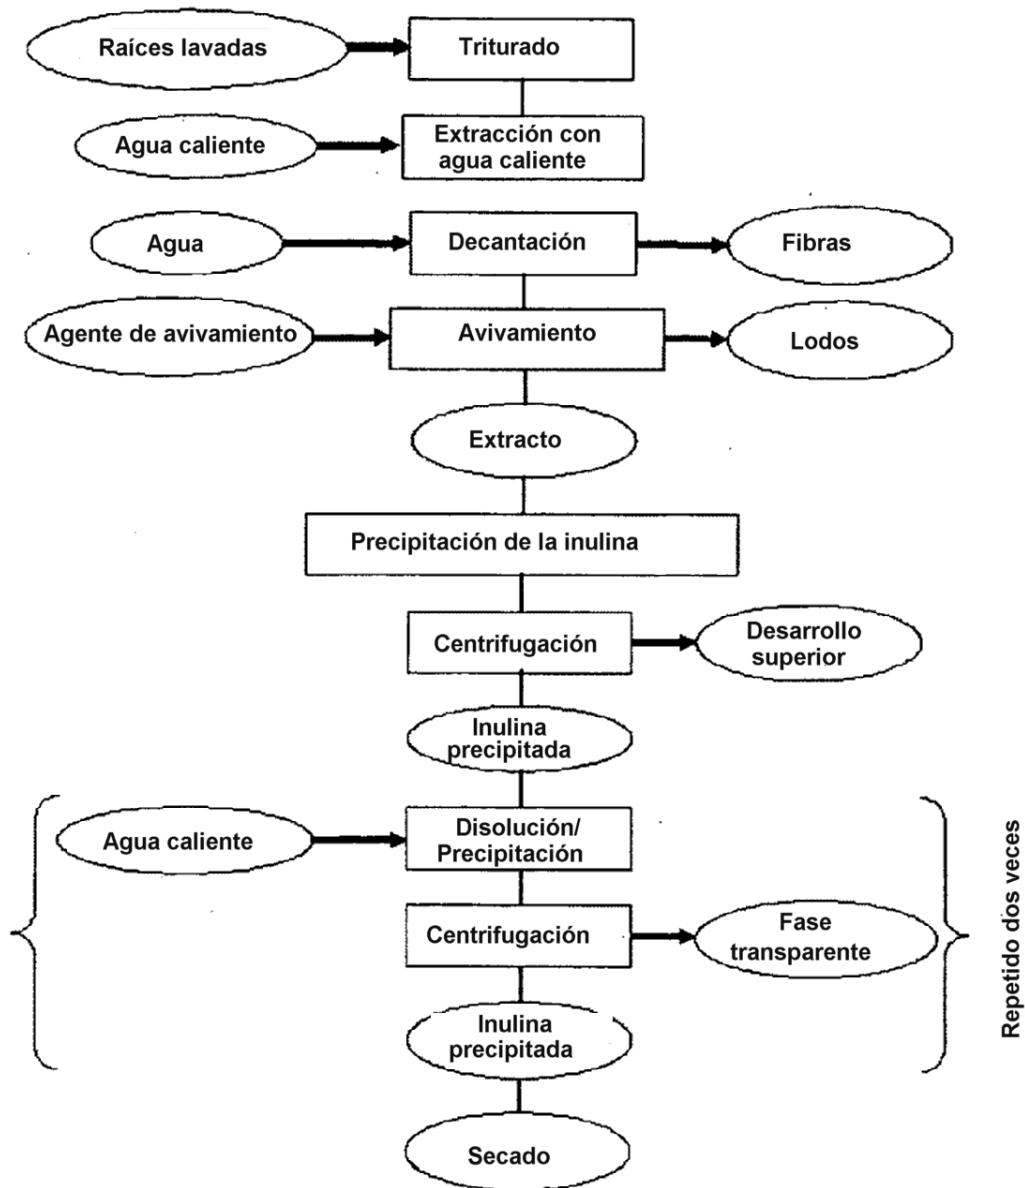 Raíces lavadas
Triturado
Agua caliente
Extracción con
agua caliente
Agua
Decantación
Fibras
Agente de avivamiento
Avivamiento
Lodos
Extracto
Precipitación de la inulina
Centrifugación
Desarrollo
superior
Inulina
precipitada
Agua caliente
Disolución/
Precipitación
Centrifugación
Fase
transparente
Inulina
precipitada
Repetido dos veces
Secado